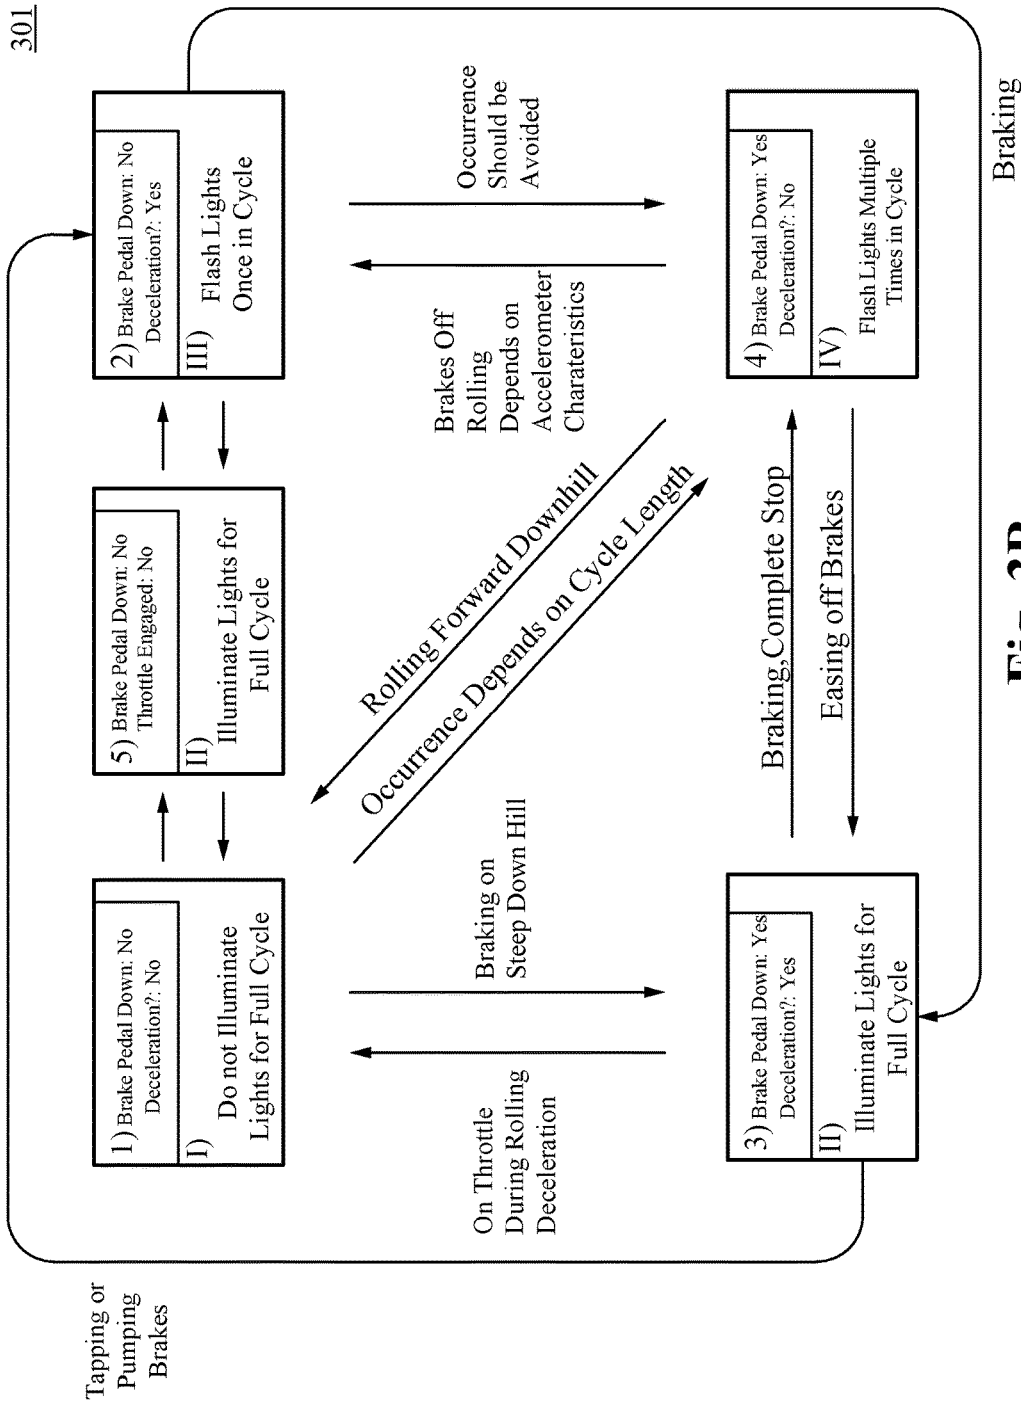 301
Tapping or
Pumping
Brakes
1) Brake Pedal Down: No
Deceleration?: No
I)
Do not Illuminate
Lights for Full Cycle
5) Brake Pedal Down: No
Throttle Engaged: No
II)
Illuminate Lights for
Full Cycle
2) Brake Pedal Down: No
Deceleration?: Yes
III)
Flash Lights
Once in Cycle
On Throttle
During Rolling
Deceleration
Braking on
Steep Down Hill
Rolling Forward Downhill
Occurrence Depends on Cycle Length
Brakes Off
Rolling
Depends on
Accelerometer
Charateristics
Occurrence
Should be
Avoided
3) Brake Pedal Down: Yes
Deceleration?: Yes
II)
Illuminate Lights for
Full Cycle
Braking,Complete Stop
Easing off Brakes
4) Brake Pedal Down: Yes
Deceleration?: No
IV)
Flash Lights Multiple
Times in Cycle
Braking